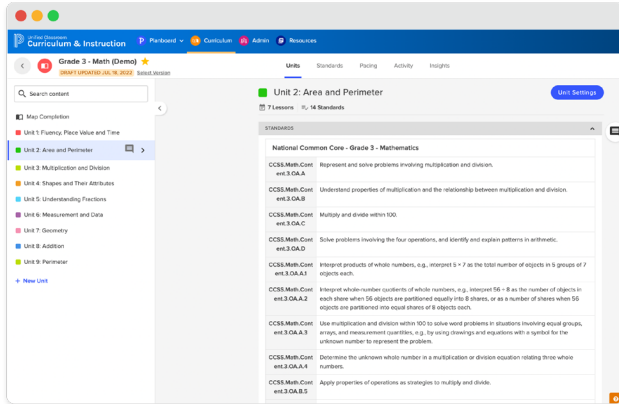 Unified Classroom
Curriculum & Instruction
Planboard
Curriculum
Admin
Resources
Grade 3 - Math (Demo)
DRAFT UPDATED JUL 18, 2022 Select Version
Units
Standards
Pacing
Activity
Insights
Search content
Map Completion
Unit 1: Fluency, Place Value and Time
Unit 2: Area and Perimeter
Unit 3: Multiplication and Division
Unit 4: Shapes and Their Attributes
Unit 5: Understanding Fractions
Unit 6: Measurement and Data
Unit 7: Geometry
Unit 8: Addition
Unit 9: Perimeter
+ New Unit
Unit 2: Area and Perimeter
Unit Settings
7 Lessons 14 Standards
STANDARDS
National Common Core - Grade 3 - Mathematics
CCSS.Math.Cont
ent.3.OA.A
Represent and solve problems involving multiplication and division.
CCSS.Math.Cont
ent.3.OA.B
Understand properties of multiplication and the relationship between multiplication and division.
CCSS.Math.Cont
ent.3.OA.C
Multiply and divide within 100.
CCSS.Math.Cont
ent.3.OA.D
Solve problems involving the four operations, and identify and explain patterns in arithmetic.
CCSS.Math.Cont
ent.3.OA.A.1
Interpret products of whole numbers, e.g., interpret 5 × 7 as the total number of objects in 5 groups of 7
objects each.
CCSS.Math.Cont
ent.3.OA.A.2
Interpret whole-number quotients of whole numbers, e.g., interpret 56 ÷ 8 as the number of objects in
each share when 56 objects are partitioned equally into 8 shares, or as a number of shares when 56
objects are partitioned into equal shares of 8 objects each.
CCSS.Math.Cont
ent.3.OA.A.3
Use multiplication and division within 100 to solve word problems in situations involving equal groups,
arrays, and measurement quantities, e.g., by using drawings and equations with a symbol for the
unknown number to represent the problem.
CCSS.Math.Cont
ent.3.OA.A.4
Determine the unknown whole number in a multiplication or division equation relating three whole
numbers.
CCSS.Math.Cont
ent.3.OA.B.5
Apply properties of operations as strategies to multiply and divide.